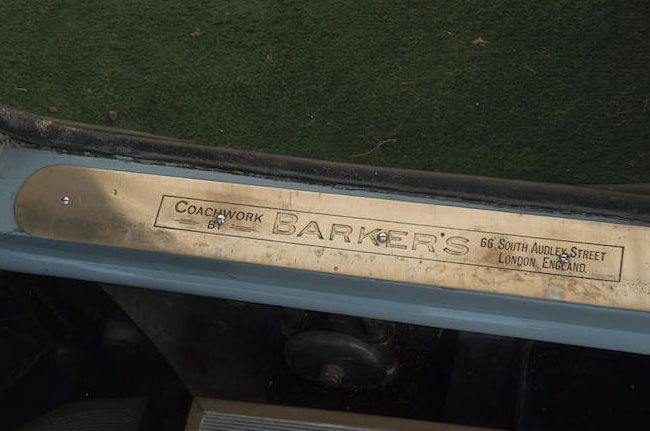 COACHWORK
BY
BARKER'S
66 SOUTH AUDLEY STREET
LONDON, ENGLAND.